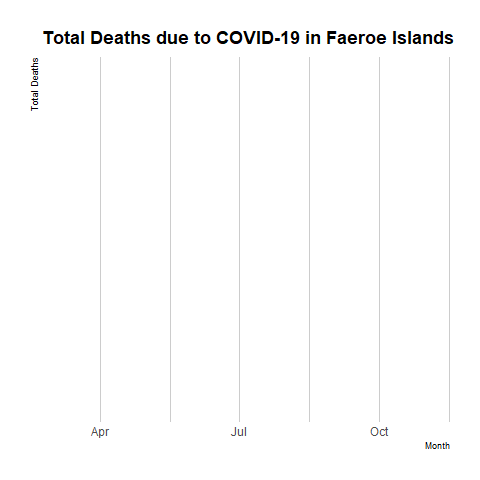 Total Deaths due to COVID-19 in Faeroe Islands
Total Deaths
Apr
Jul
Oct
Month